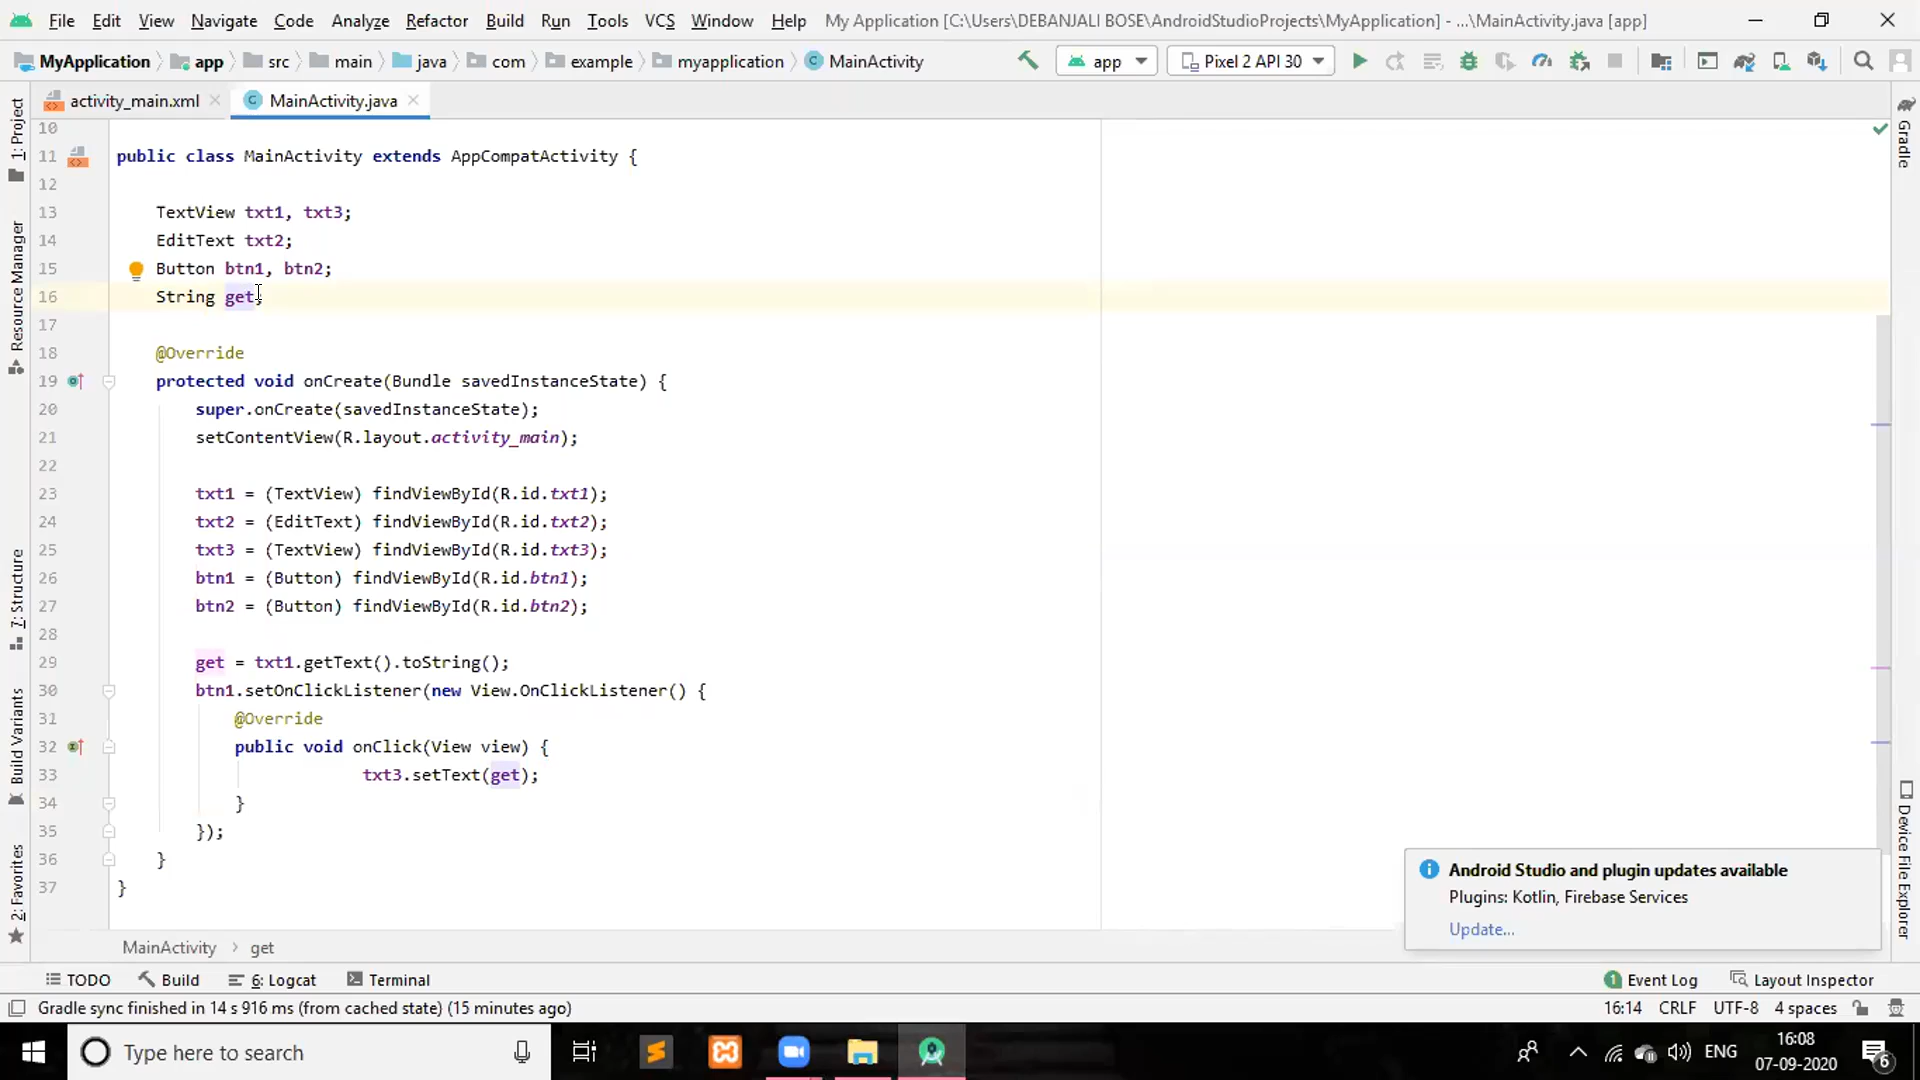 File Edit View Navigate Code Analyze Refactor Build Run Tools VCS Window Help My Application [C:\Users\DEBANJALI BOSE\AndroidStudioProjects\MyApplication] - ...\MainActivity.java [app]
MyApplication app src main java com example myapplication MainActivity app Pixel 2 API 30
activity_main.xml MainActivity.java
1: Project
Resource Manager
7: Structure
Build Variants
2: Favorites
Gradle
Device File Explorer
10
11 public class MainActivity extends AppCompatActivity {
12
13 TextView txt1, txt3;
14 EditText txt2;
15 Button btn1, btn2;
16 String get;
17
18 @Override
19 protected void onCreate(Bundle savedInstanceState) {
20 super.onCreate(savedInstanceState);
21 setContentView(R.layout.activity_main);
22
23 txt1 = (TextView) findViewById(R.id.txt1);
24 txt2 = (EditText) findViewById(R.id.txt2);
25 txt3 = (TextView) findViewById(R.id.txt3);
26 btn1 = (Button) findViewById(R.id.btn1);
27 btn2 = (Button) findViewById(R.id.btn2);
28
29 get = txt1.getText().toString();
30 btn1.setOnClickListener(new View.OnClickListener() {
31 @Override
32 public void onClick(View view) {
33 txt3.setText(get);
34 }
35 });
36 }
37 }
Android Studio and plugin updates available
Plugins: Kotlin, Firebase Services
Update...
MainActivity get
TODO Build 6: Logcat Terminal 1 Event Log Layout Inspector
Gradle sync finished in 14 s 916 ms (from cached state) (15 minutes ago) 16:14 CRLF UTF-8 4 spaces
Type here to search ENG 16:08
07-09-2020 6